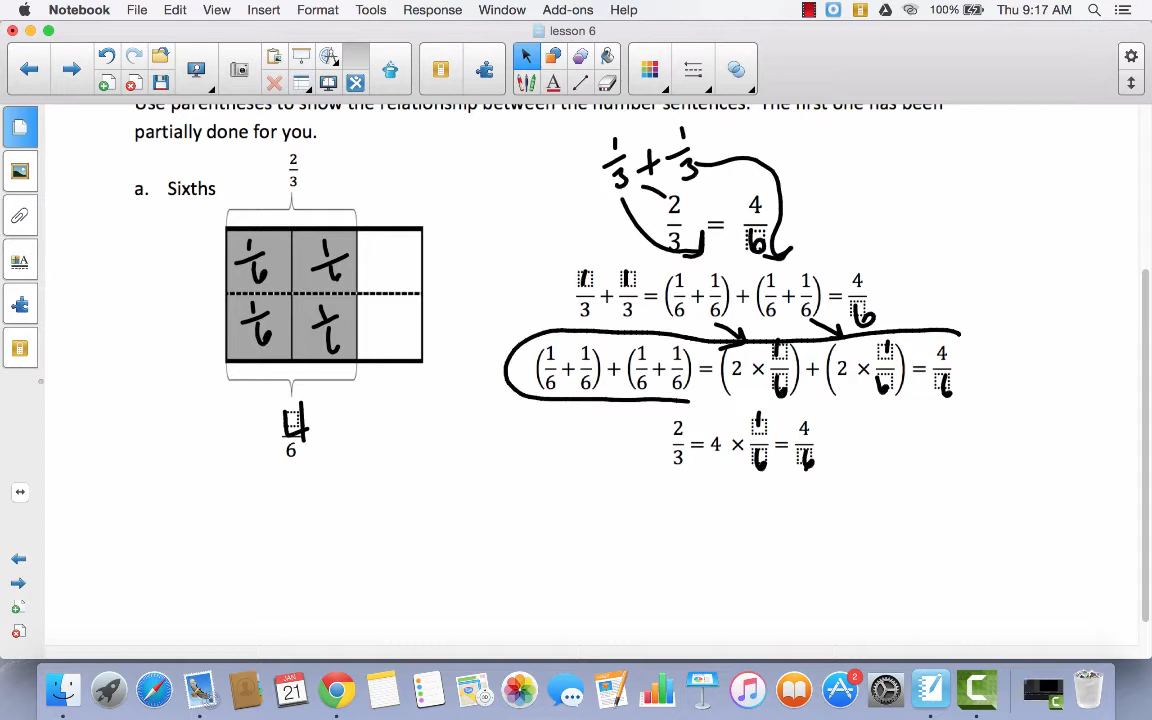 Notebook File Edit View Insert Format Tools Response Window Add-ons Help 100% Thu 9:17 AM
lesson 6
Use parentheses to show the relationship between the number sentences. The first one has been
partially done for you.
a. Sixths
2/3
1/6 1/6
1/6 1/6
4/6
1/3 + 1/3
2/3 = 4/6
1/3 + 1/3 = (1/6 + 1/6) + (1/6 + 1/6) = 4/6
(1/6 + 1/6) + (1/6 + 1/6) = (2 × 1/6) + (2 × 1/6) = 4/6
2/3 = 4 × 1/6 = 4/6
JAN
21
2